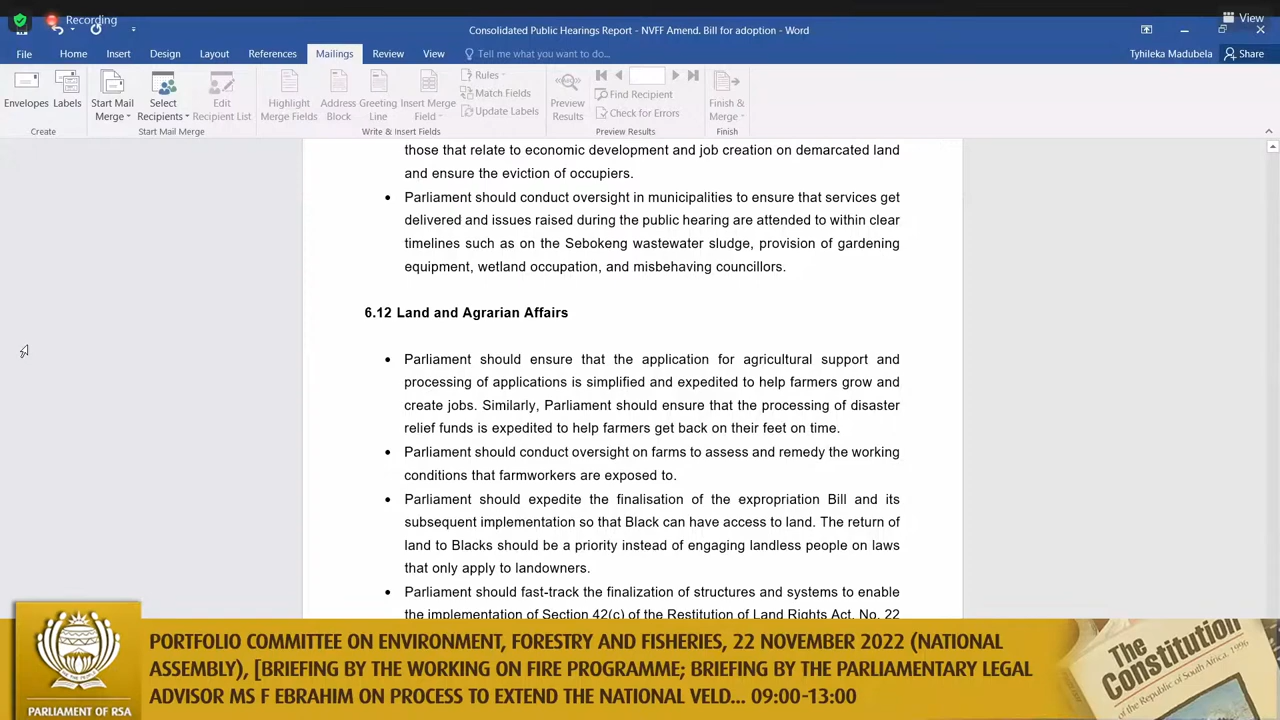 Recording
View
Consolidated Public Hearings Report - NVFF Amend. Bill for adoption - Word
File Home Insert Design Layout References Mailings Review View Tell me what you want to do...
Tyhileka Madubela Share
Envelopes Labels Start Mail Merge Select Recipients Edit Recipient List Highlight Merge Fields Address Block Greeting Line Insert Merge Field Rules Match Fields Update Labels Preview Results Find Recipient Check for Errors Finish & Merge
Create Start Mail Merge Write & Insert Fields Preview Results Finish
those that relate to economic development and job creation on demarcated land
and ensure the eviction of occupiers.
• Parliament should conduct oversight in municipalities to ensure that services get
delivered and issues raised during the public hearing are attended to within clear
timelines such as on the Sebokeng wastewater sludge, provision of gardening
equipment, wetland occupation, and misbehaving councillors.
6.12 Land and Agrarian Affairs
• Parliament should ensure that the application for agricultural support and
processing of applications is simplified and expedited to help farmers grow and
create jobs. Similarly, Parliament should ensure that the processing of disaster
relief funds is expedited to help farmers get back on their feet on time.
• Parliament should conduct oversight on farms to assess and remedy the working
conditions that farmworkers are exposed to.
• Parliament should expedite the finalisation of the expropriation Bill and its
subsequent implementation so that Black can have access to land. The return of
land to Blacks should be a priority instead of engaging landless people on laws
that only apply to landowners.
• Parliament should fast-track the finalization of structures and systems to enable
the implementation of Section 42(c) of the Restitution of Land Rights Act, No. 22
PORTFOLIO COMMITTEE ON ENVIRONMENT, FORESTRY AND FISHERIES, 22 NOVEMBER 2022 (NATIONAL
ASSEMBLY), [BRIEFING BY THE WORKING ON FIRE PROGRAMME; BRIEFING BY THE PARLIAMENTARY LEGAL
ADVISOR MS F EBRAHIM ON PROCESS TO EXTEND THE NATIONAL VELD... 09:00-13:00
PARLIAMENT OF RSA
The
Constitution
of the Republic of South Africa, 1996